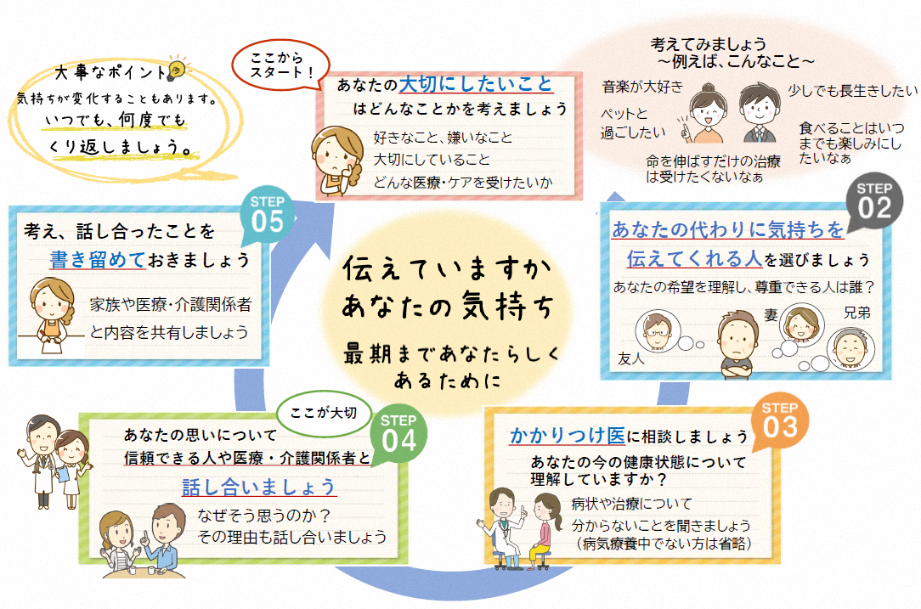 大事なポイント
気持ちが変化することもあります。
いつでも、何度でも
くり返しましょう。
ここから
スタート！
あなたの大切にしたいこと
はどんなことかを考えましょう
好きなこと、嫌いなこと
大切にしていること
どんな医療・ケアを受けたいか
考えてみましょう
～例えば、こんなこと～
音楽が大好き
少しでも長生きしたい
ペットと
過ごしたい
食べることはいつ
までも楽しみにし
たいなぁ
命を伸ばすだけの治療
は受けたくないなぁ
STEP
02
あなたの代わりに気持ちを
伝えてくれる人を選びましょう
あなたの希望を理解し、尊重できる人は誰？
友人
妻
兄弟
伝えていますか
あなたの気持ち
最期まであなたらしく
あるために
STEP
03
かかりつけ医に相談しましょう
あなたの今の健康状態について
理解していますか？
病状や治療について
分からないことを聞きましょう
（病気療養中でない方は省略）
ここが大切
STEP
04
あなたの思いについて
信頼できる人や医療・介護関係者と
話し合いましょう
なぜそう思うのか？
その理由も話し合いましょう
STEP
05
考え、話し合ったことを
書き留めておきましょう
家族や医療・介護関係者
と内容を共有しましょう